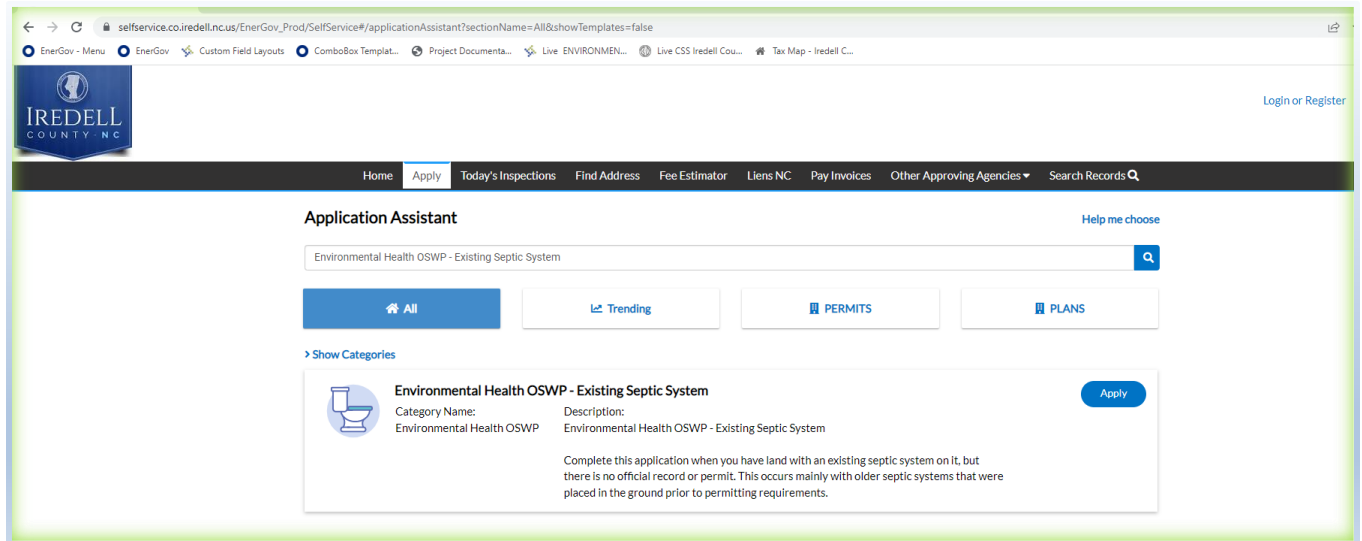 selfservice.co.iredell.nc.us/EnerGov_Prod/SelfService#/applicationAssistant?sectionName=All&showTemplates=false
EnerGov - Menu EnerGov Custom Field Layouts ComboBox Templat... Project Documenta... Live ENVIRONMEN... Live CSS Iredell Cou... Tax Map - Iredell C...
IREDELL
COUNTY NC
Login or Register
Home Apply Today's Inspections Find Address Fee Estimator Liens NC Pay Invoices Other Approving Agencies Search Records
Application Assistant Help me choose
Environmental Health OSWP - Existing Septic System
All Trending PERMITS PLANS
> Show Categories
Environmental Health OSWP - Existing Septic System Apply
Category Name: Description:
Environmental Health OSWP Environmental Health OSWP - Existing Septic System
Complete this application when you have land with an existing septic system on it, but
there is no official record or permit. This occurs mainly with older septic systems that were
placed in the ground prior to permitting requirements.